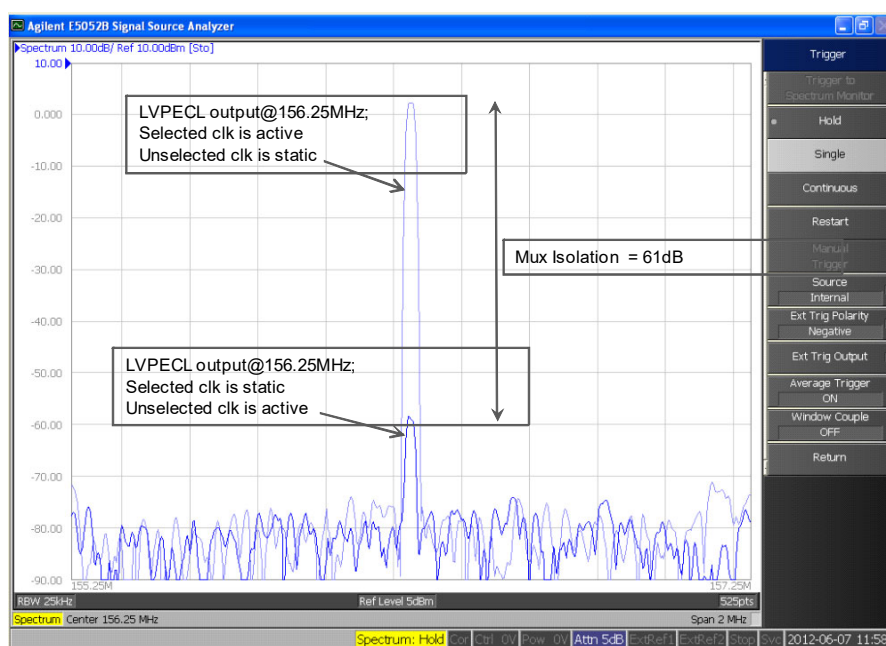 Agilent E5052B Signal Source Analyzer
Spectrum 10.00dB/ Ref 10.00dBm [Sto]
10.00
0.000
-10.00
-20.00
-30.00
-40.00
-50.00
-60.00
-70.00
-80.00
-90.00
LVPECL output@156.25MHz;
Selected clk is active
Unselected clk is static
Mux Isolation = 61dB
LVPECL output@156.25MHz;
Selected clk is static
Unselected clk is active
155.25M
157.25M
RBW 25kHz
Ref Level 5dBm
525pts
Spectrum Center 156.25 MHz
Span 2 MHz
Trigger
Trigger to
Spectrum Monitor
Hold
Single
Continuous
Restart
Manual
Trigger
Source
Internal
Ext Trig Polarity
Negative
Ext Trig Output
Average Trigger
ON
Window Couple
OFF
Return
Spectrum: Hold Cor Ctrl 0V Pow 0V Attn 5dB ExtRef1 ExtRef2 Stop Svc 2012-06-07 11:58